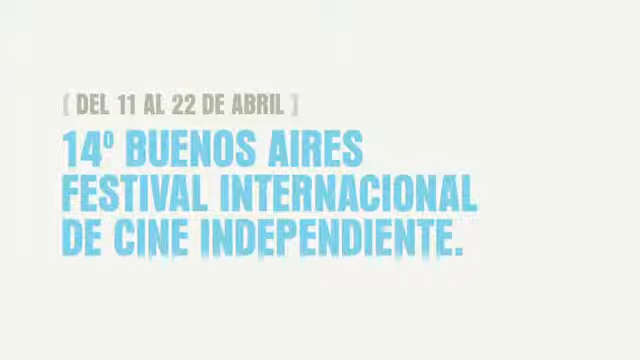 [ DEL 11 AL 22 DE ABRIL ]
14º BUENOS AIRES
FESTIVAL INTERNACIONAL
DE CINE INDEPENDIENTE.